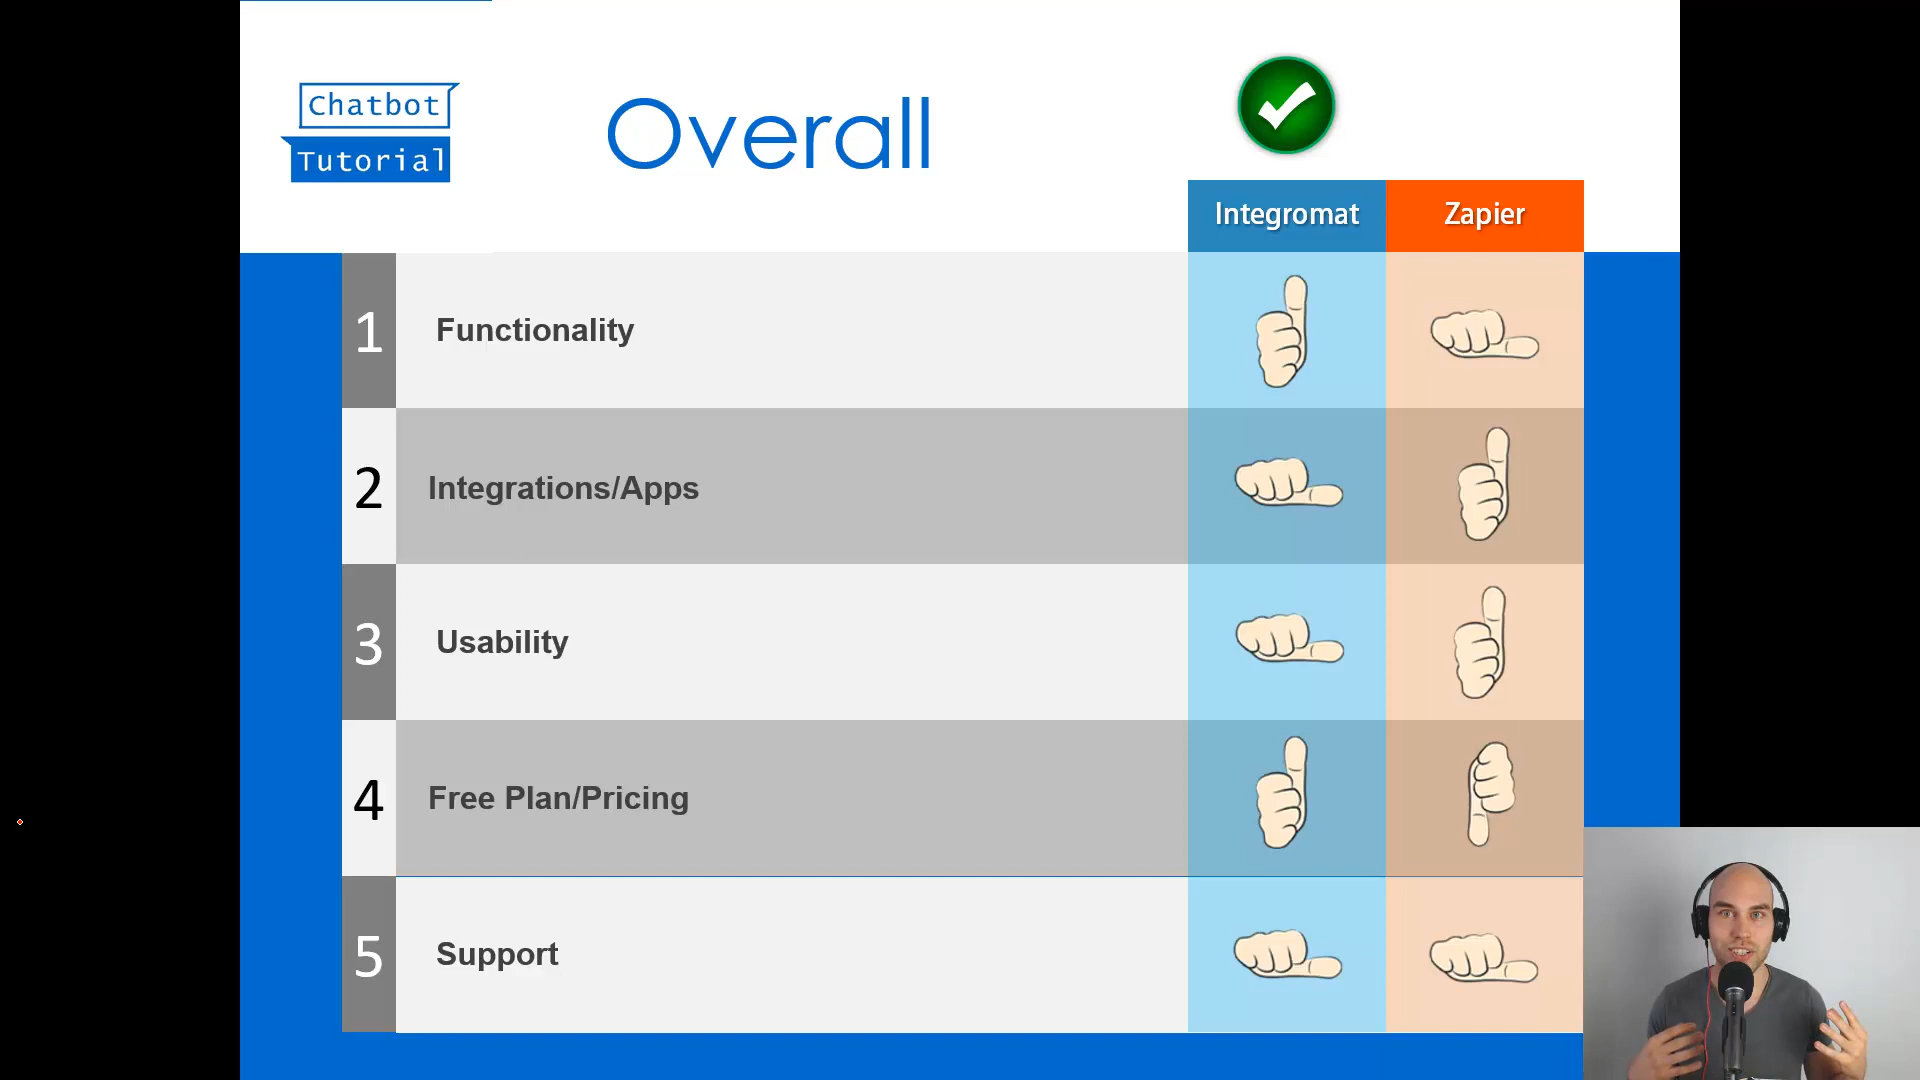 Chatbot
Tutorial
Overall
Integromat
Zapier
1
Functionality
2
Integrations/Apps
3
Usability
4
Free Plan/Pricing
5
Support